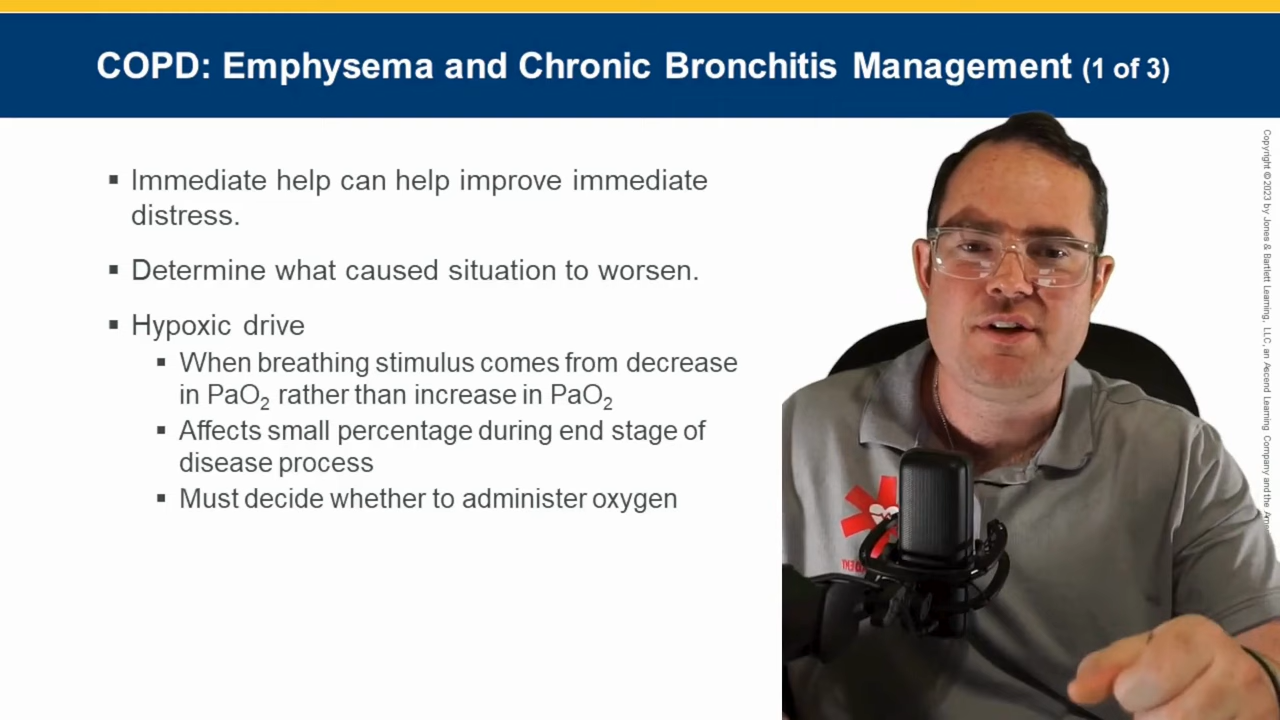 COPD: Emphysema and Chronic Bronchitis Management (1 of 3)
▪ Immediate help can help improve immediate
distress.
▪ Determine what caused situation to worsen.
▪ Hypoxic drive
▪ When breathing stimulus comes from decrease
in PaO₂ rather than increase in PaO₂
▪ Affects small percentage during end stage of
disease process
▪ Must decide whether to administer oxygen
Copyright © 2023 by Jones & Bartlett Learning, LLC, an Ascend Learning Company and the